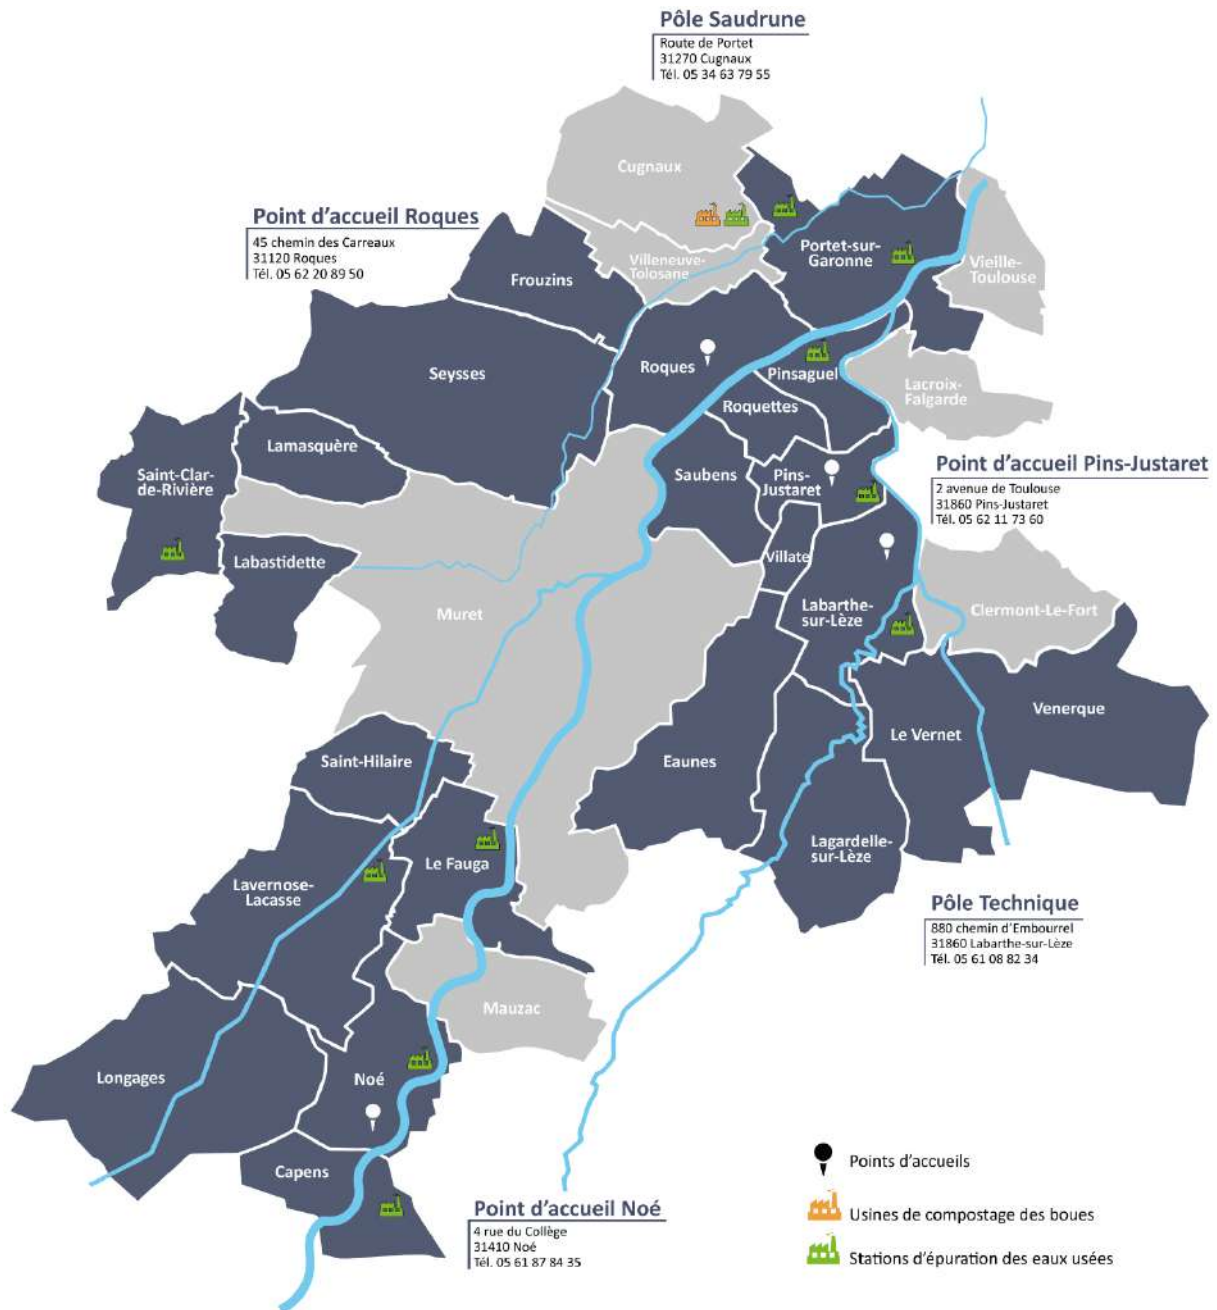 Pôle Saudrune
Route de Portet
31270 Cugnaux
Tél. 05 34 63 79 55
Cugnaux
Point d'accueil Roques
45 chemin des Carreaux
31120 Roques
Tél. 05 62 20 89 50
Portet-sur-
Garonne
Villeneuve-
Tolosane
Vieille-
Toulouse
Frouzins
Roques
Seysses
Pinsaguel
Lacroix-
Falgarde
Roquettes
Lamasquère
Saint-Clar-
de-Rivière
Saubens
Pins-
Justaret
Point d'accueil Pins-Justaret
2 avenue de Toulouse
31860 Pins-Justaret
Tél. 05 62 11 73 60
Labastidette
Villate
Muret
Labarthe-
sur-Lèze
Clermont-Le-Fort
Venerque
Le Vernet
Saint-Hilaire
Eaunes
Lagardelle-
sur-Lèze
Le Fauga
Lavernose-
Lacasse
Pôle Technique
880 chemin d'Embourrel
31860 Labarthe-sur-Lèze
Tél. 05 61 08 82 34
Mauzac
Longages
Noé
Capens
Points d'accueils
Point d'accueil Noé
4 rue du Collège
31410 Noé
Tél. 05 61 87 84 35
Usines de compostage des boues
Stations d'épuration des eaux usées